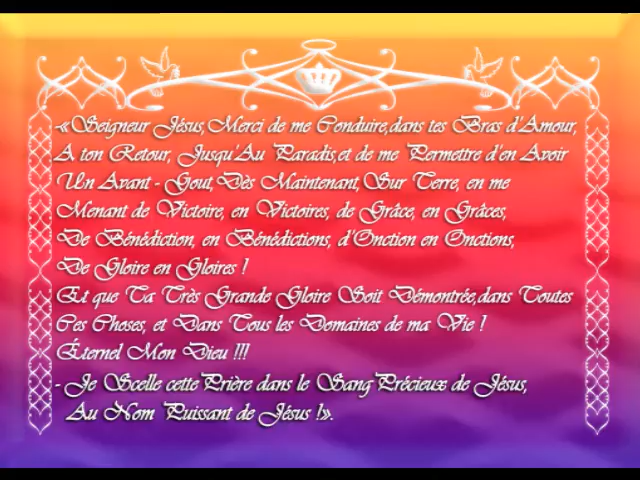 -«Seigneur Jésus,Merci de me Conduire,dans tes Bras d'Amour,
A ton Retour, Jusqu'Au Paradis,et de me Permettre d'en Avoir
Un Avant - Gout,Dès Maintenant,Sur Terre, en me
Menant de Victoire, en Victoires, de Grâce, en Grâces,
De Bénédiction, en Bénédictions, d'Onction en Onctions,
De Gloire en Gloires !
Et que Ta Très Grande Gloire Soit Démontrée,dans Toutes
Ces Choses, et Dans Tous les Domaines de ma Vie !
Éternel Mon Dieu !!!
- Je Scelle cette Prière dans le Sang Précieux de Jésus,
Au Nom Puissant de Jésus !».